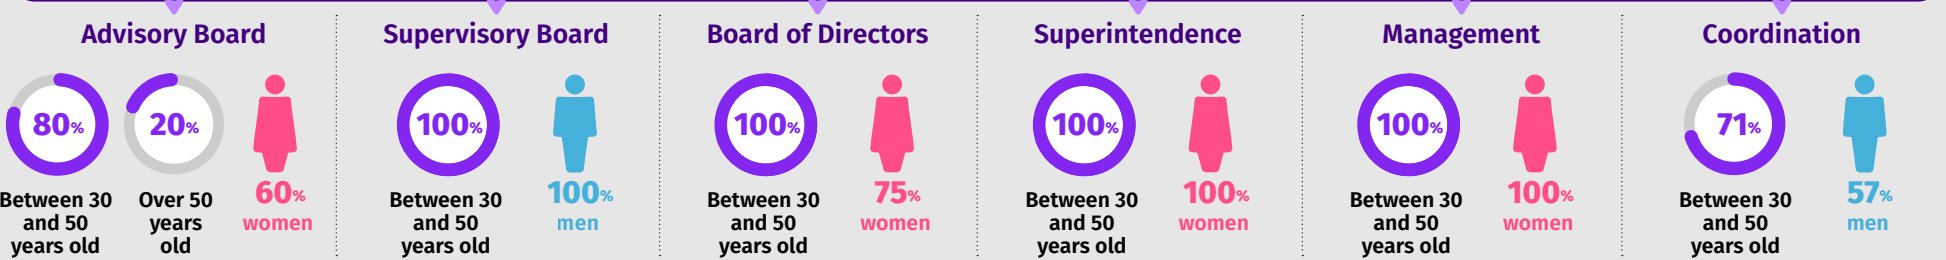 Advisory Board
80%
Between 30
and 50
years old
20%
Over 50
years
old
60%
women
Supervisory Board
100%
Between 30
and 50
years old
100%
men
Board of Directors
100%
Between 30
and 50
years old
75%
women
Superintendence
100%
Between 30
and 50
years old
100%
women
Management
100%
Between 30
and 50
years old
100%
women
Coordination
71%
Between 30
and 50
years old
57%
men